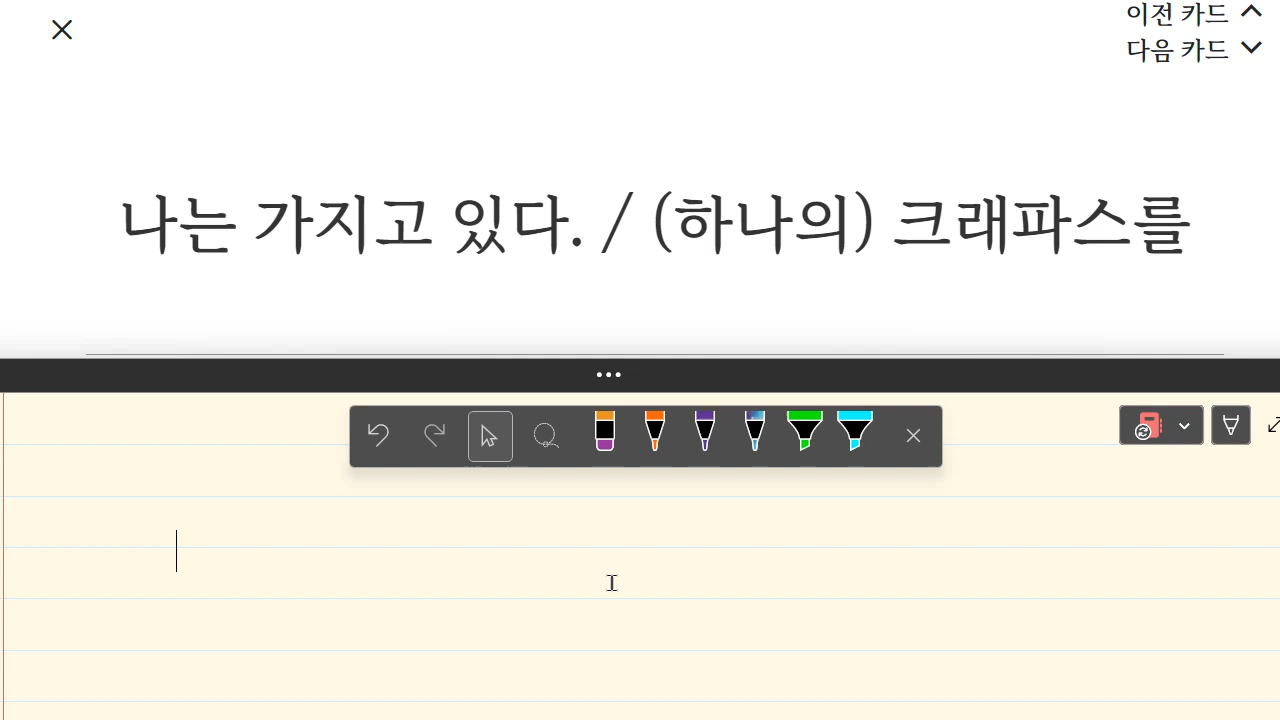 이전 카드
다음 카드
나는 가지고 있다. / (하나의) 크래파스를